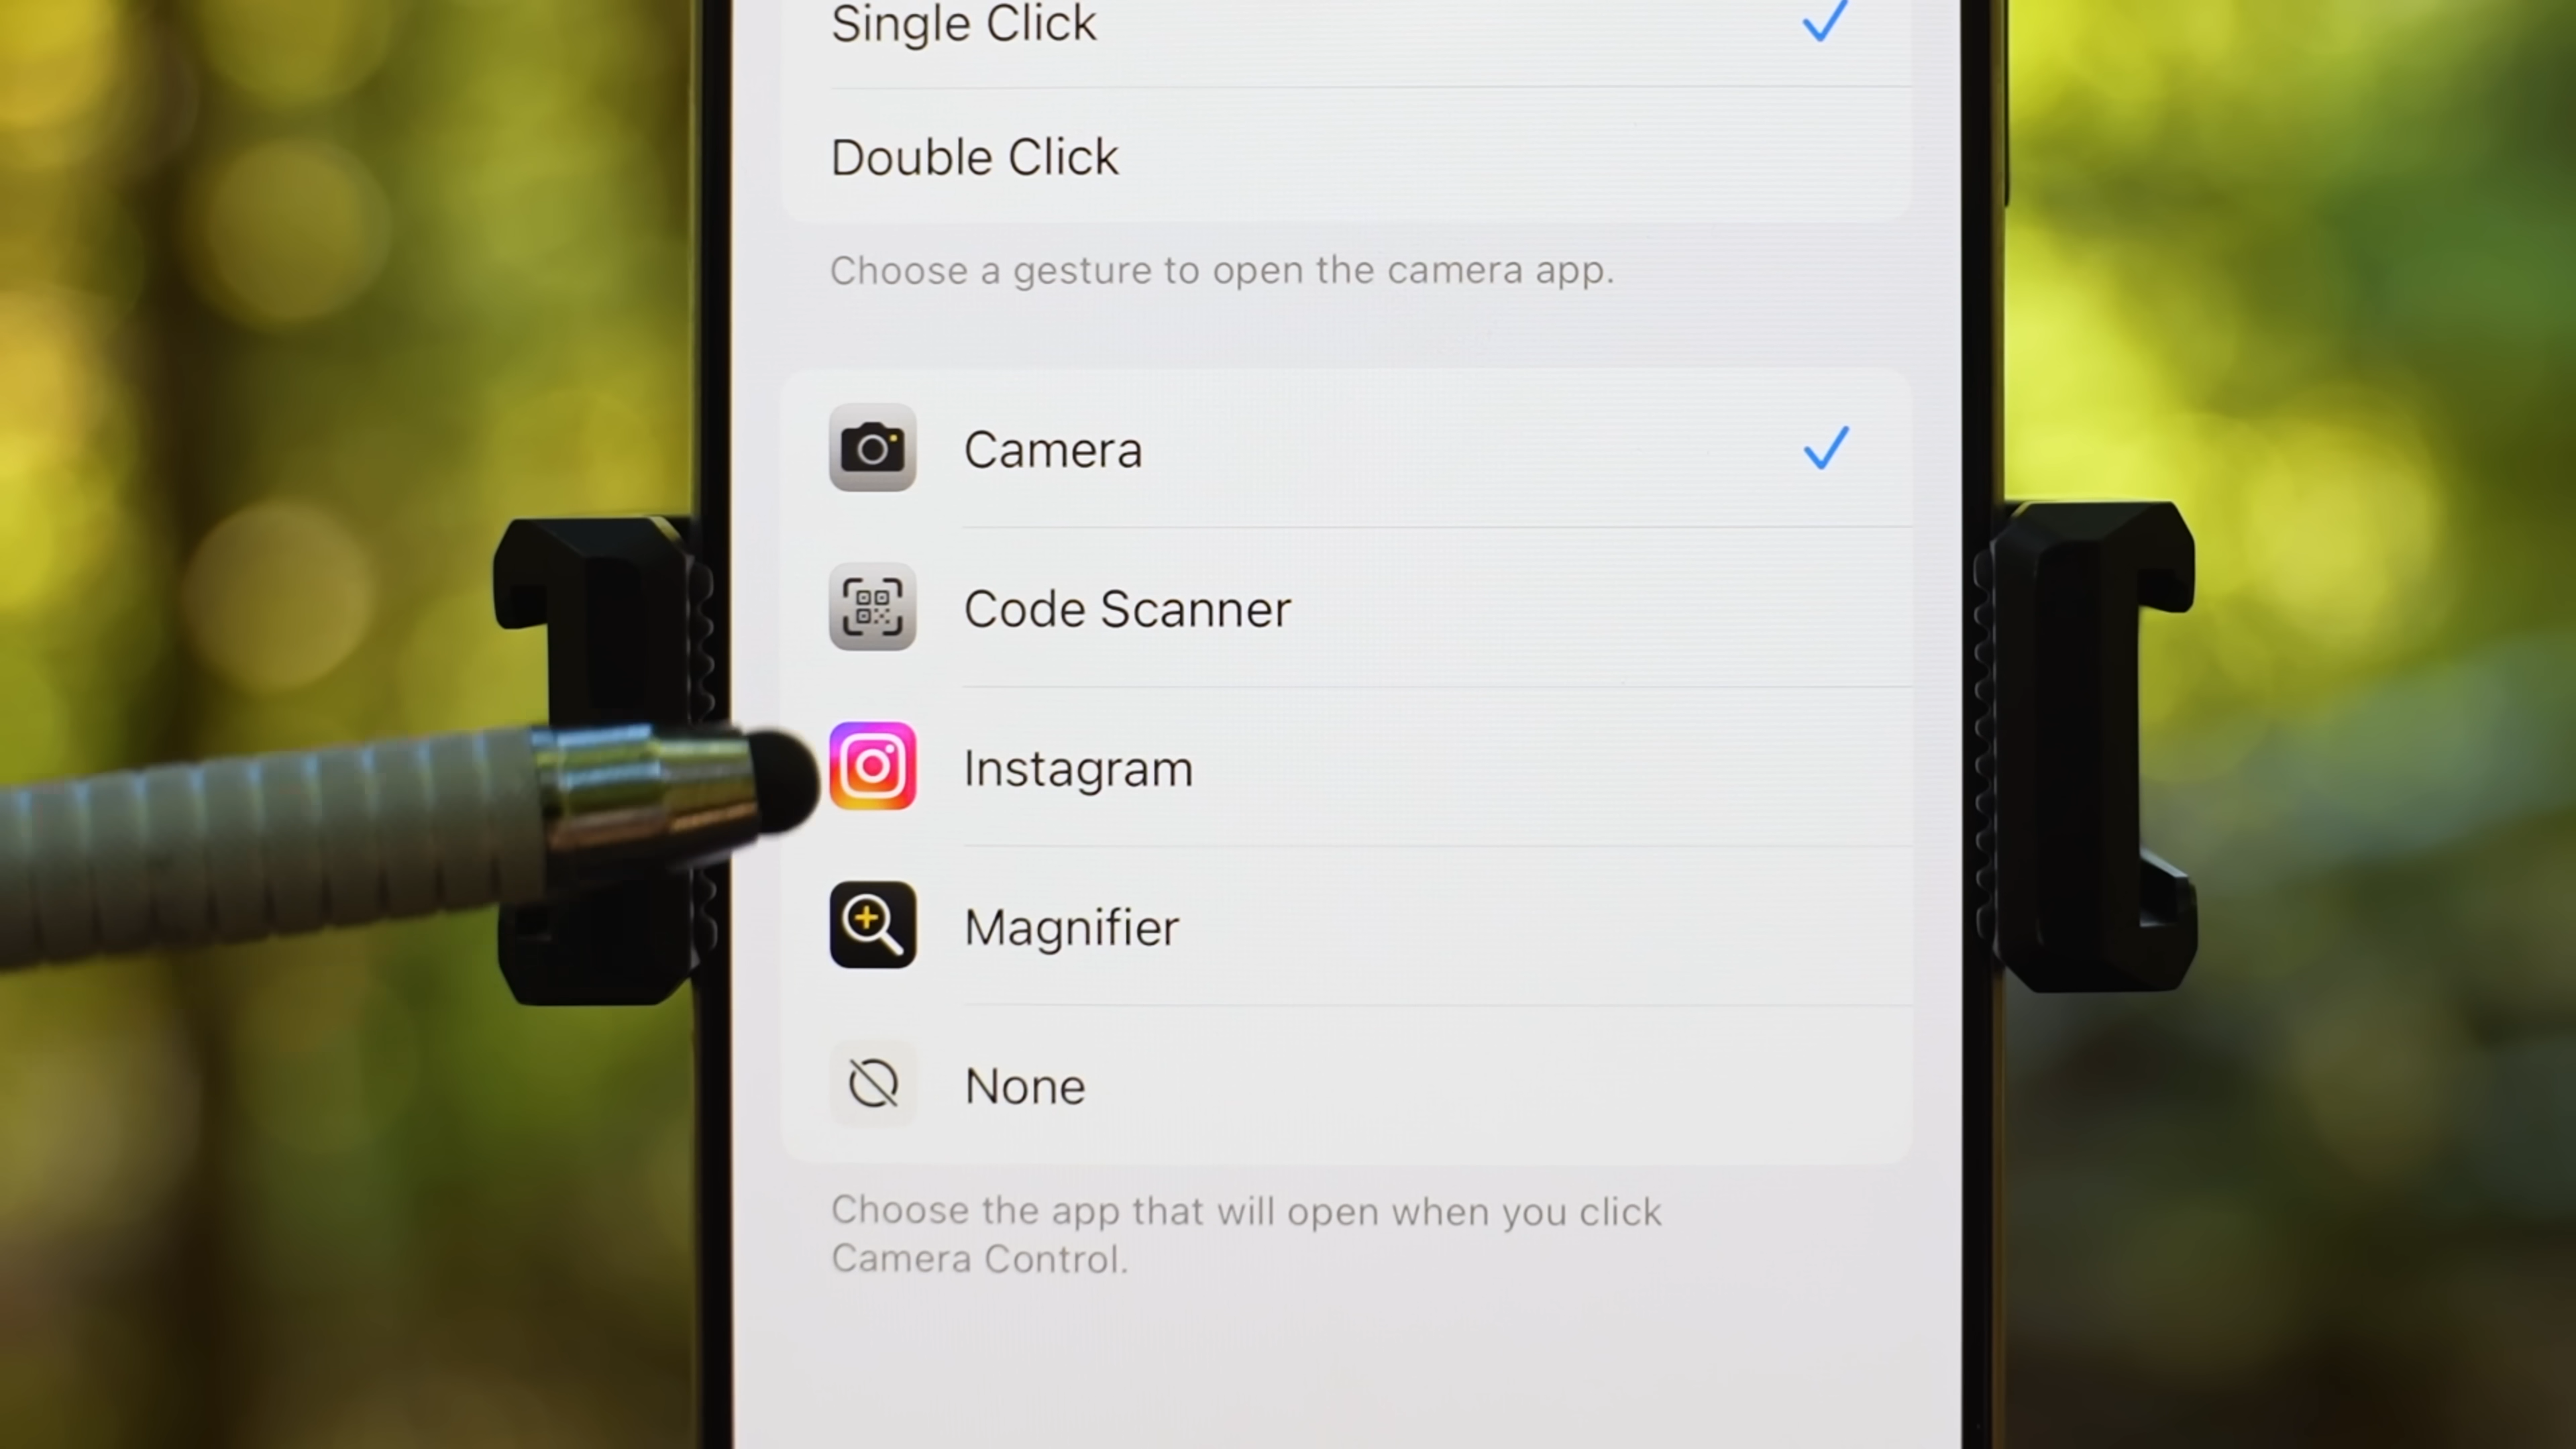 Single Click
Double Click
Choose a gesture to open the camera app.
Camera
Code Scanner
Instagram
Magnifier
None
Choose the app that will open when you click
Camera Control.